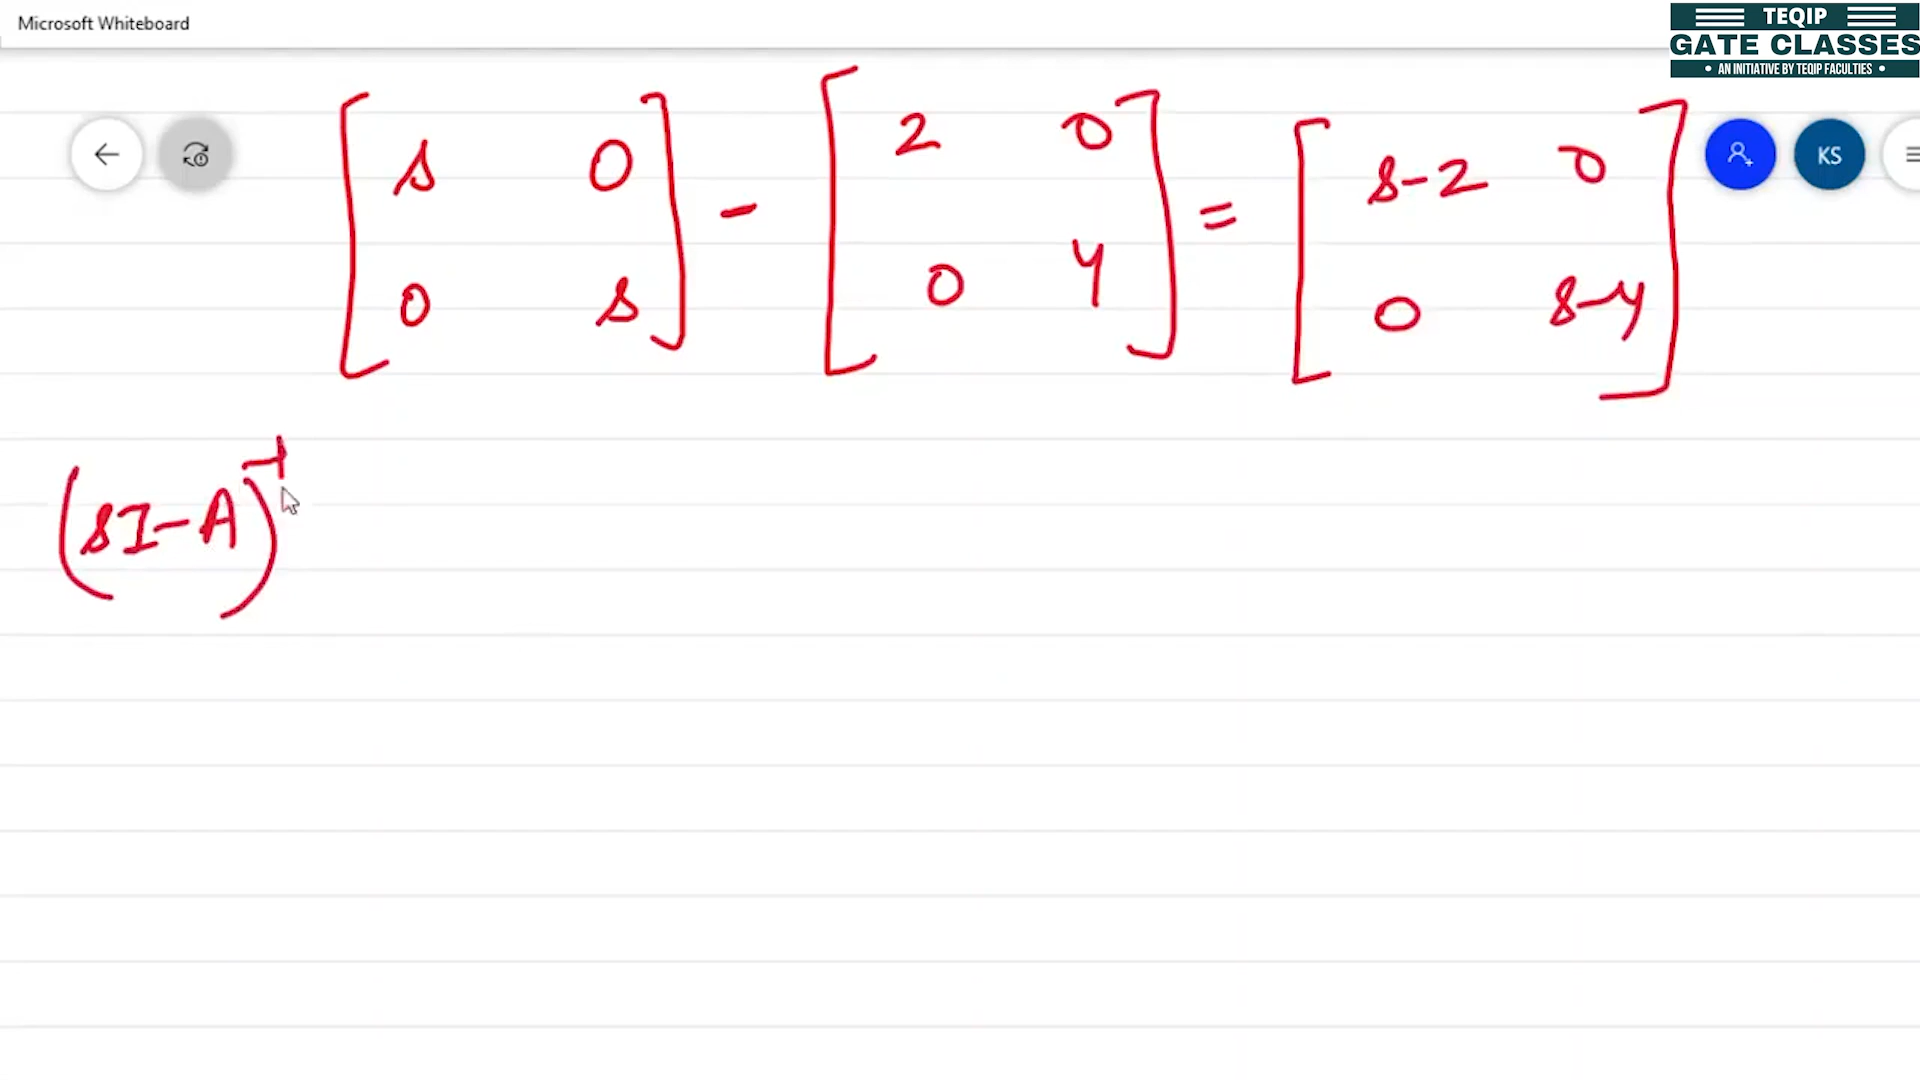 Microsoft Whiteboard
TEQIP
GATE CLASSES
• AN INITIATIVE BY TEQIP FACULTIES •
KS
[s 0; 0 s] - [2 0; 0 4] = [s-2 0; 0 s-4]
(sI-A)^-1